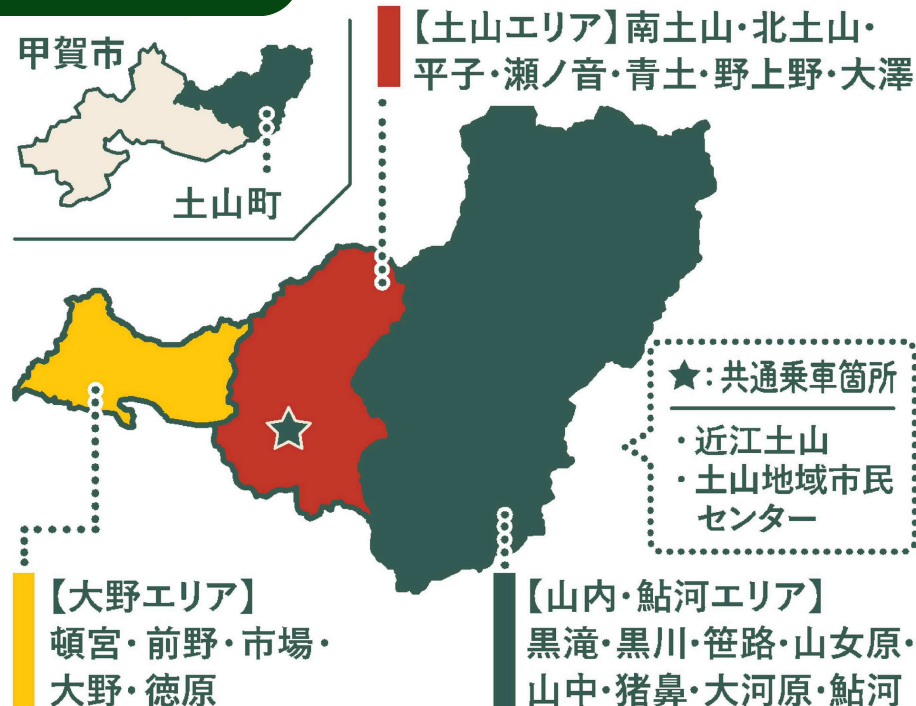 甲賀市
土山町
【土山エリア】南土山・北土山・
平子・瀬ノ音・青土・野上野・大澤
★:共通乗車箇所
・近江土山
・土山地域市民
センター
【大野エリア】
頓宮・前野・市場・
大野・徳原
【山内・鮎河エリア】
黒滝・黒川・笹路・山女原・
山中・猪鼻・大河原・鮎河